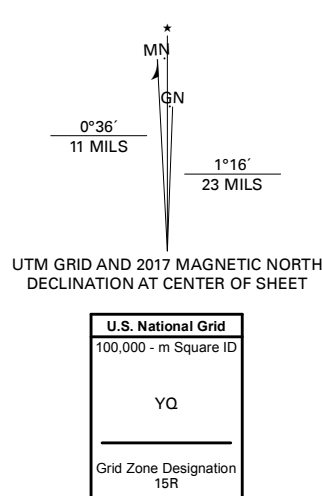 ★
MN
GN
0°36´
11 MILS
1°16´
23 MILS
UTM GRID AND 2017 MAGNETIC NORTH
DECLINATION AT CENTER OF SHEET
U.S. National Grid
100,000 - m Square ID
YQ
Grid Zone Designation
15R